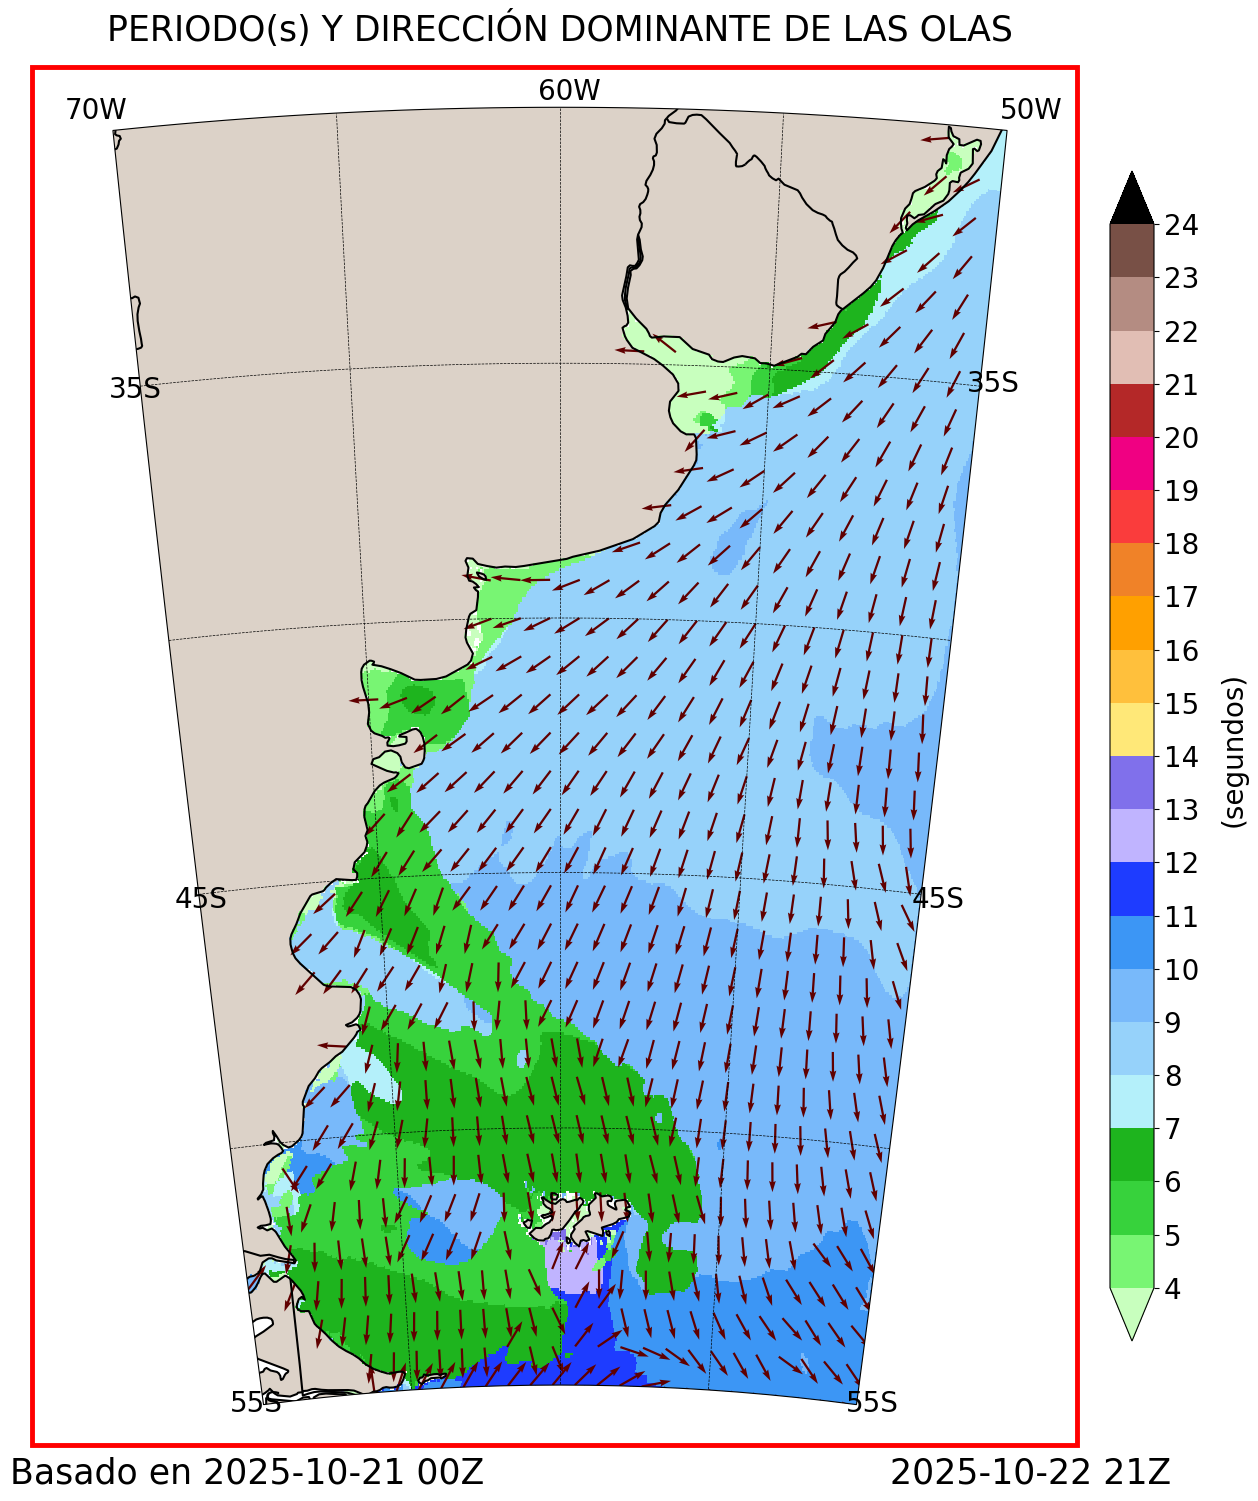 PERIODO(s) Y DIRECCIÓN DOMINANTE DE LAS OLAS
70W
60W
50W
35S
35S
45S
45S
55S
55S
24
23
22
21
20
19
18
17
16
15
14
13
12
11
10
9
8
7
6
5
4
(segundos)
Basado en 2025-10-21 00Z
2025-10-22 21Z